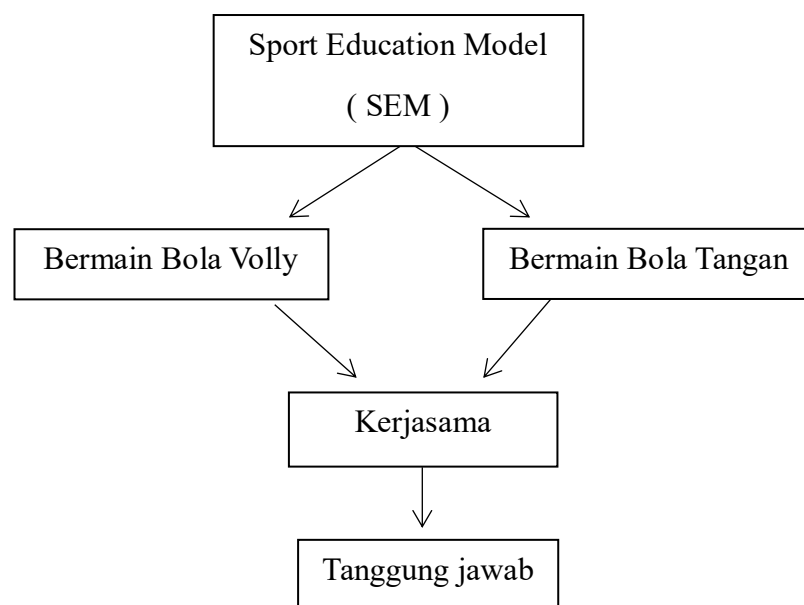 Sport Education Model
( SEM )
Bermain Bola Volly
Bermain Bola Tangan
Kerjasama
Tanggung jawab